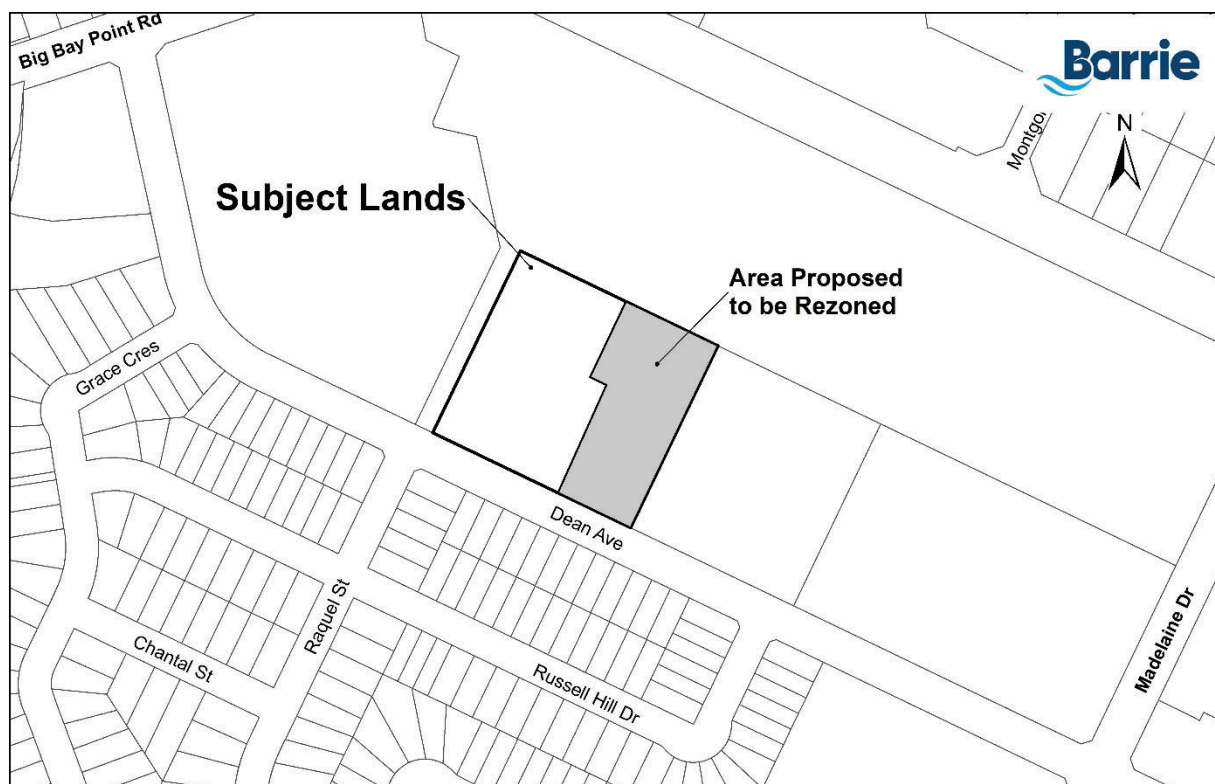 Big Bay Point Rd
Barrie
Montgo
N
Subject Lands
Area Proposed
to be Rezoned
Grace Cres
Dean Ave
Raquel St
Chantal St
Russell Hill Dr
Madelaine Dr